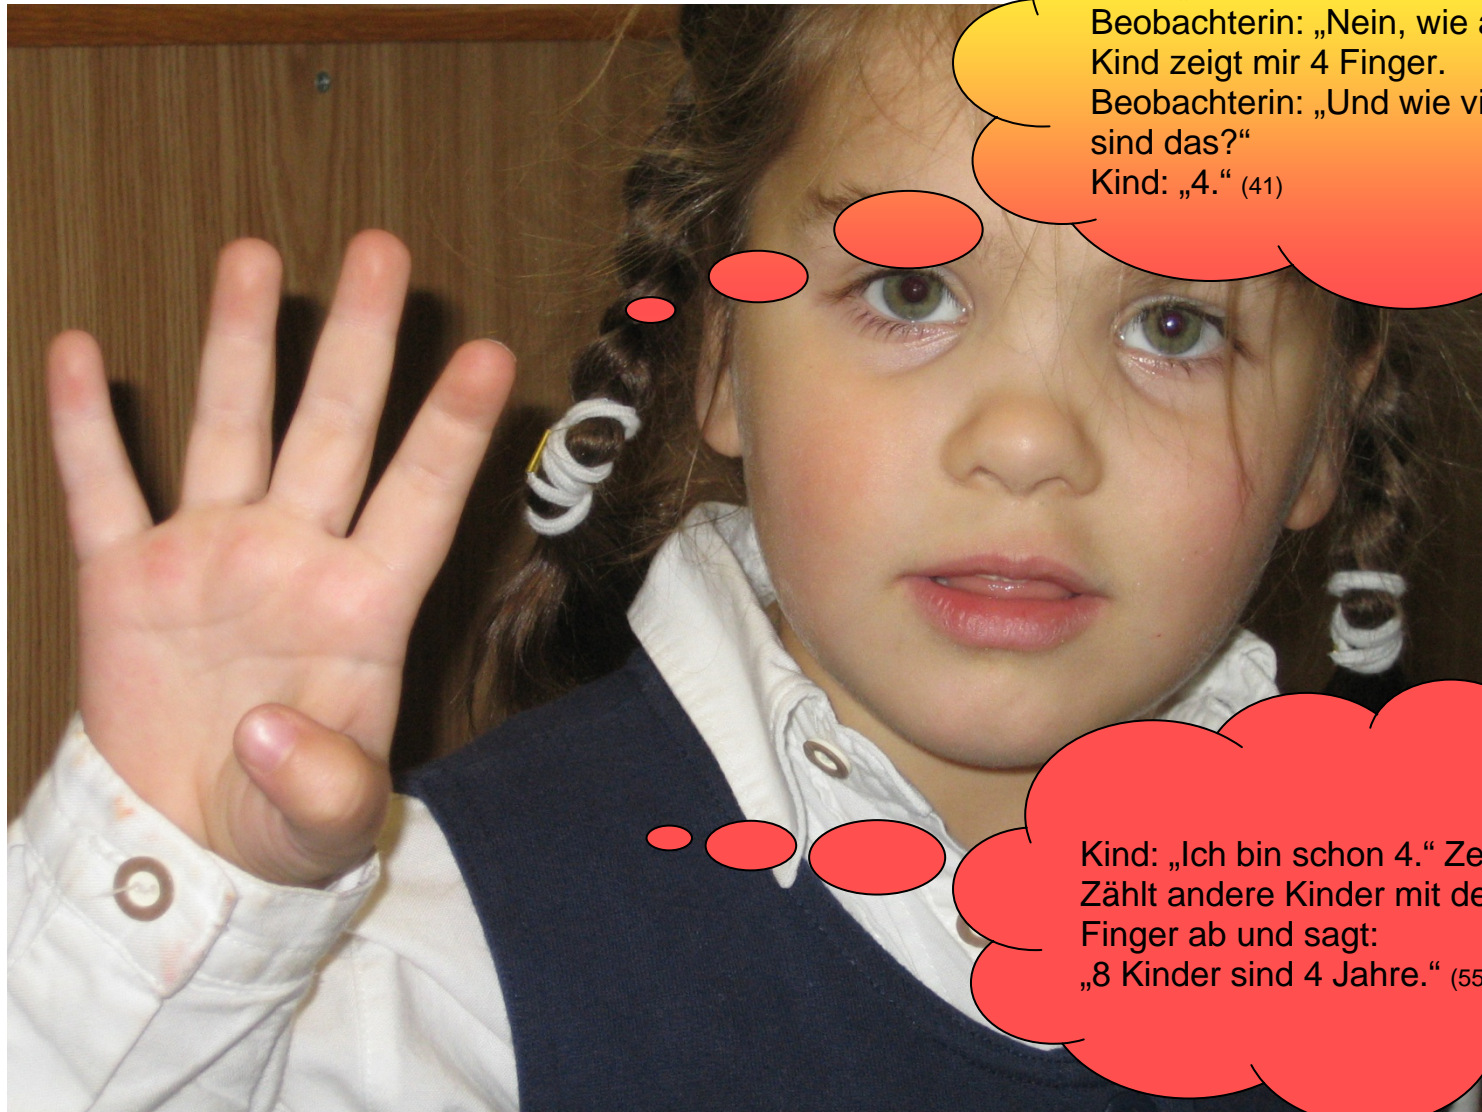 Beobachterin: „Nein, wie
Kind zeigt mir 4 Finger.
Beobachterin: „Und wie
sind das?“
Kind: „4.“ (41)
Kind: „Ich bin schon 4.“
Zählt andere Kinder mit
Finger ab und sagt:
„8 Kinder sind 4 Jahre.“ (55